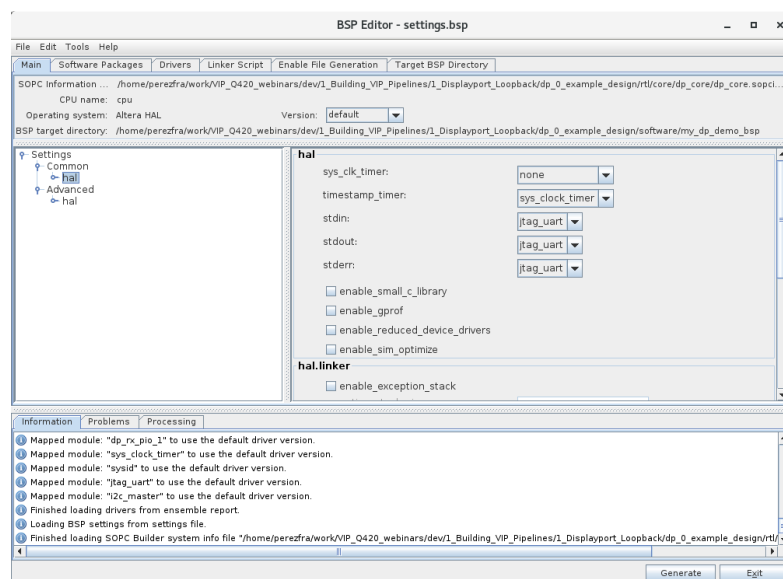 BSP Editor - settings.bsp
File Edit Tools Help
Main Software Packages Drivers Linker Script Enable File Generation Target BSP Directory
SOPC Information ... /home/perezfra/work/VIP_Q420_webinars/dev/1_Building_VIP_Pipelines/1_Displayport_Loopback/dp_0_example_design/rtl/core/dp_core/dp_core.sopci...
CPU name: cpu
Operating system: Altera HAL Version: default
BSP target directory: /home/perezfra/work/VIP_Q420_webinars/dev/1_Building_VIP_Pipelines/1_Displayport_Loopback/dp_0_example_design/software/my_dp_demo_bsp
Settings
Common
hal
Advanced
hal
hal
sys_clk_timer: none
timestamp_timer: sys_clock_timer
stdin: jtag_uart
stdout: jtag_uart
stderr: jtag_uart
enable_small_c_library
enable_gprof
enable_reduced_device_drivers
enable_sim_optimize
hal.linker
enable_exception_stack
Information Problems Processing
Mapped module: "dp_rx_pio_1" to use the default driver version.
Mapped module: "sys_clock_timer" to use the default driver version.
Mapped module: "sysid" to use the default driver version.
Mapped module: "jtag_uart" to use the default driver version.
Mapped module: "i2c_master" to use the default driver version.
Finished loading drivers from ensemble report.
Loading BSP settings from settings file.
Finished loading SOPC Builder system info file "/home/perezfra/work/VIP_Q420_webinars/dev/1_Building_VIP_Pipelines/1_Displayport_Loopback/dp_0_example_design/rtl/
Generate Exit